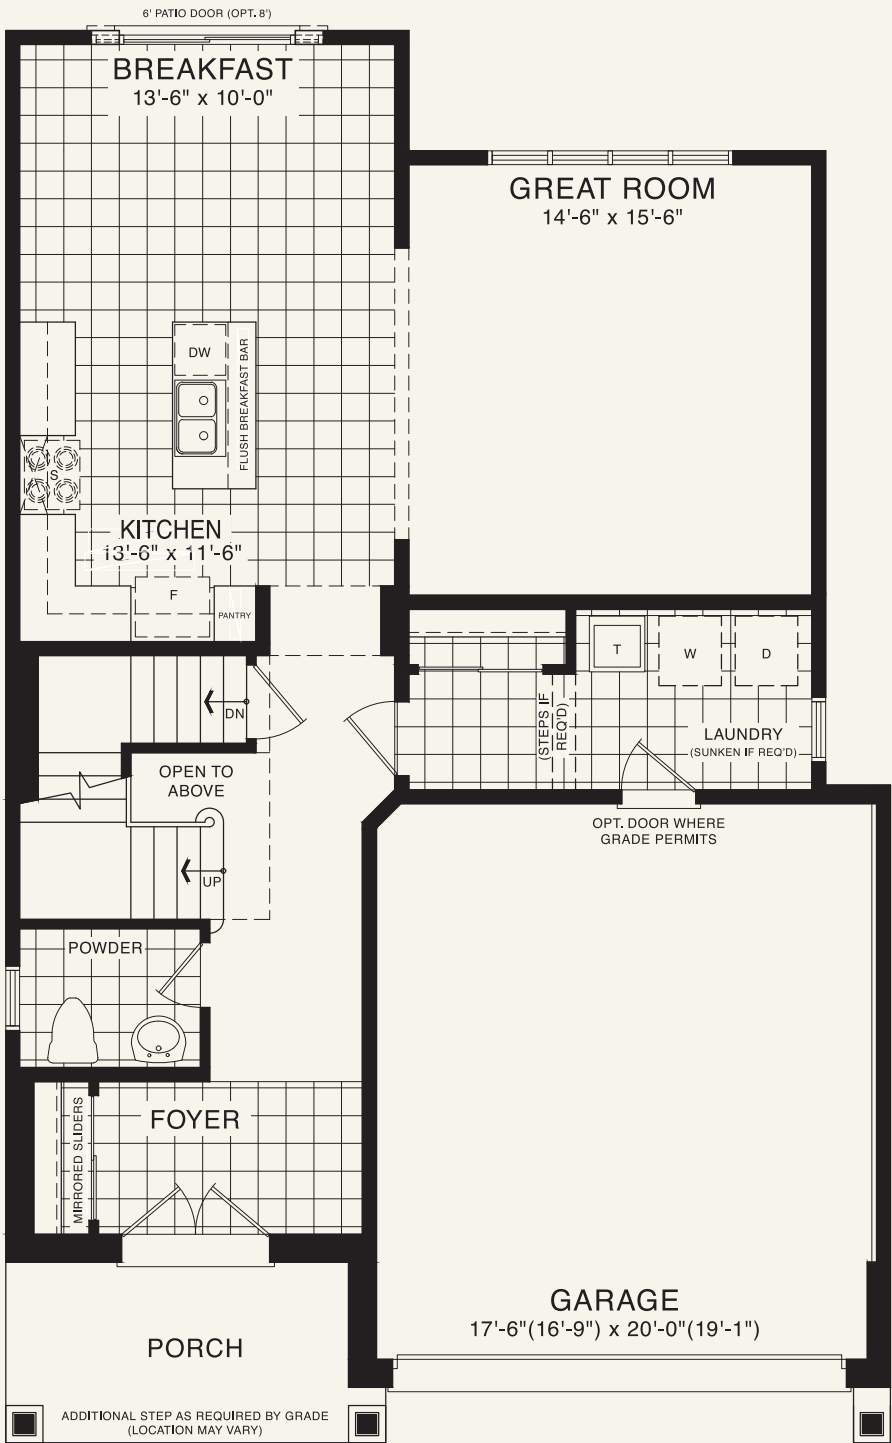 6' PATIO DOOR (OPT. 8')
BREAKFAST
13'-6" x 10'-0"
GREAT ROOM
14'-6" x 15'-6"
DW
FLUSH BREAKFAST BAR
S
KITCHEN
13'-6" x 11'-6"
F
PANTRY
T
W
D
DN
(STEPS IF
REQ'D)
LAUNDRY
(SUNKEN IF REQ'D)
OPEN TO
ABOVE
OPT. DOOR WHERE
GRADE PERMITS
UP
POWDER
MIRRORED SLIDERS
FOYER
GARAGE
17'-6"(16'-9") x 20'-0"(19'-1")
PORCH
ADDITIONAL STEP AS REQUIRED BY GRADE
(LOCATION MAY VARY)